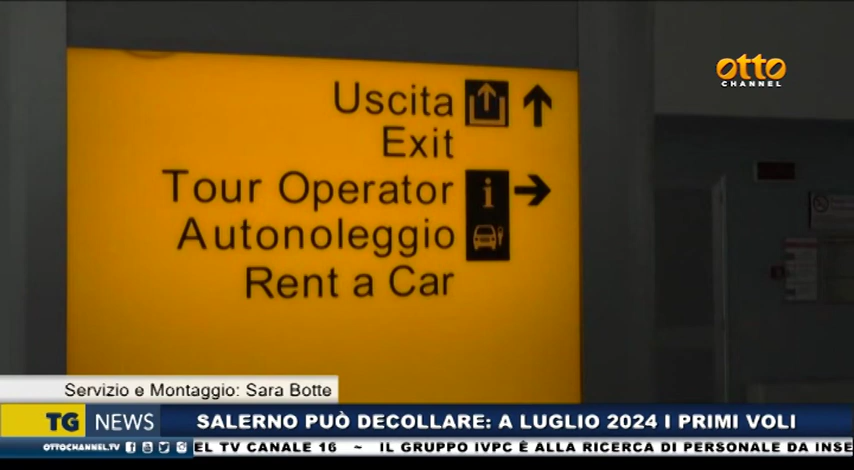 otto
CHANNEL
Uscita
Exit
Tour Operator
i
Autonoleggio
Rent a Car
Servizio e Montaggio: Sara Botte
TG NEWS
SALERNO PUÒ DECOLLARE: A LUGLIO 2024 I PRIMI VOLI
OTTOCHANNEL.TV
EL TV CANALE 16 ~ IL GRUPPO IVPC È ALLA RICERCA DI PERSONALE DA INSE